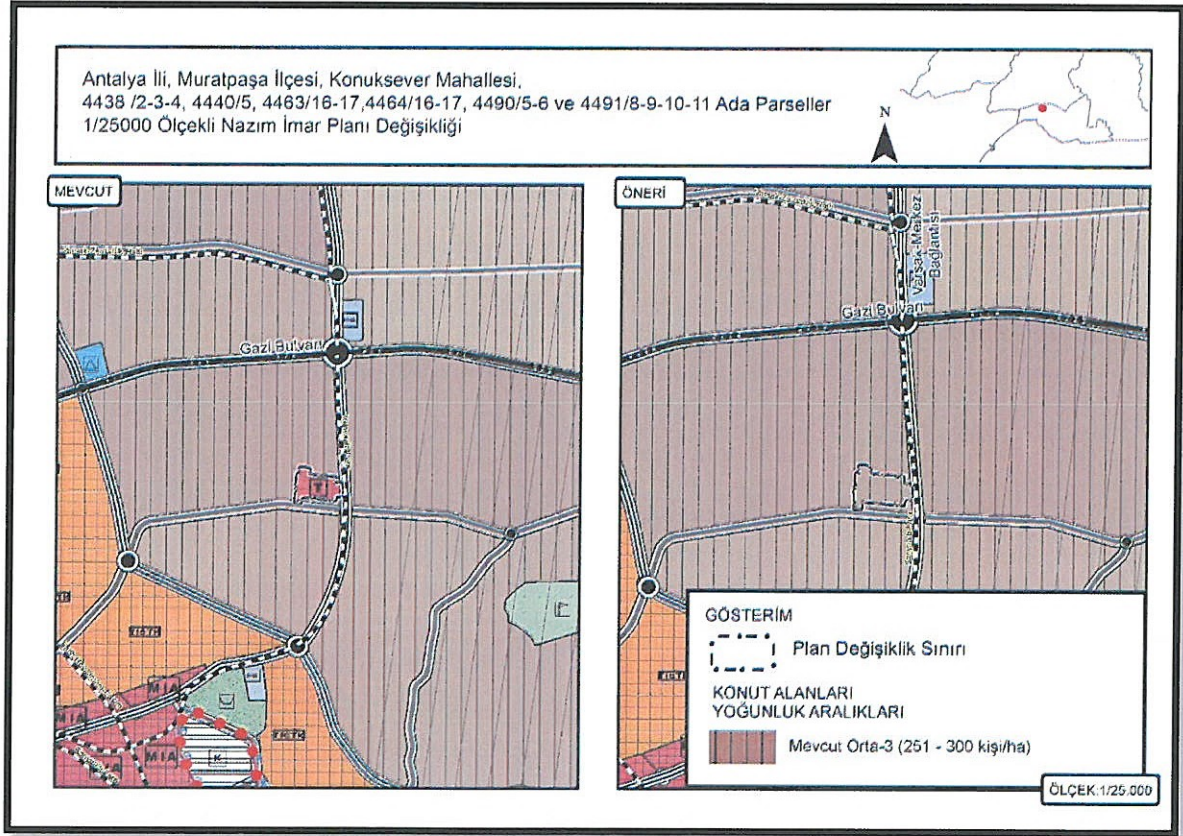 Antalya İli, Muratpaşa İlçesi, Konuksever Mahallesi,
4438 /2-3-4, 4440/5, 4463/16-17,4464/16-17, 4490/5-6 ve 4491/8-9-10-11 Ada Parseller
1/25000 Ölçekli Nazım İmar Planı Değişikliği
N
MEVCUT
Gazi Bulvarı
T
MIA
MIA
MIA
K
ÖNERİ
Varsak-Merkez
Bağlantısı
Gazi Bulvarı
GÖSTERİM
Plan Değişiklik Sınırı
KONUT ALANLARI
YOĞUNLUK ARALIKLARI
Mevcut Orta-3 (251 - 300 kişi/ha)
ÖLÇEK:1/25.000